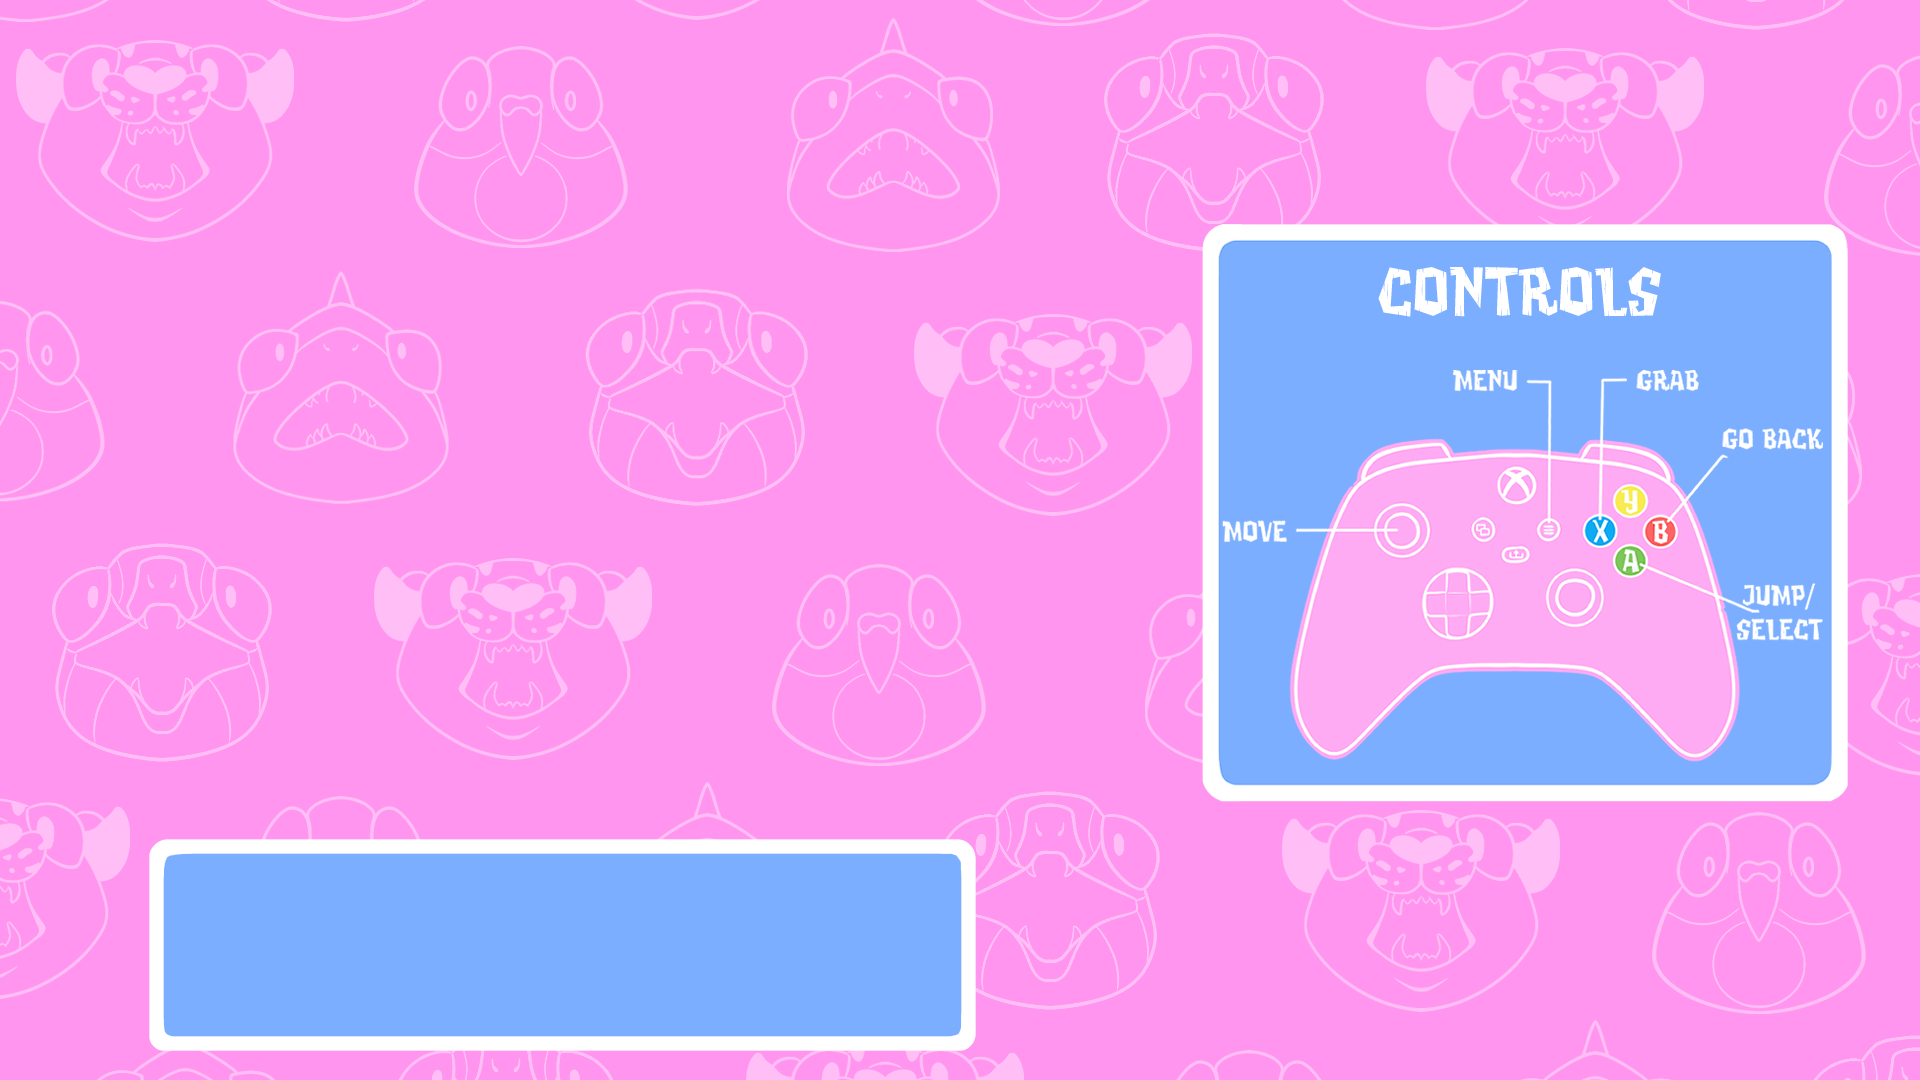 CONTROLS
MENU
GRAB
GO BACK
Y
MOVE
X
B
A
JUMP/
SELECT